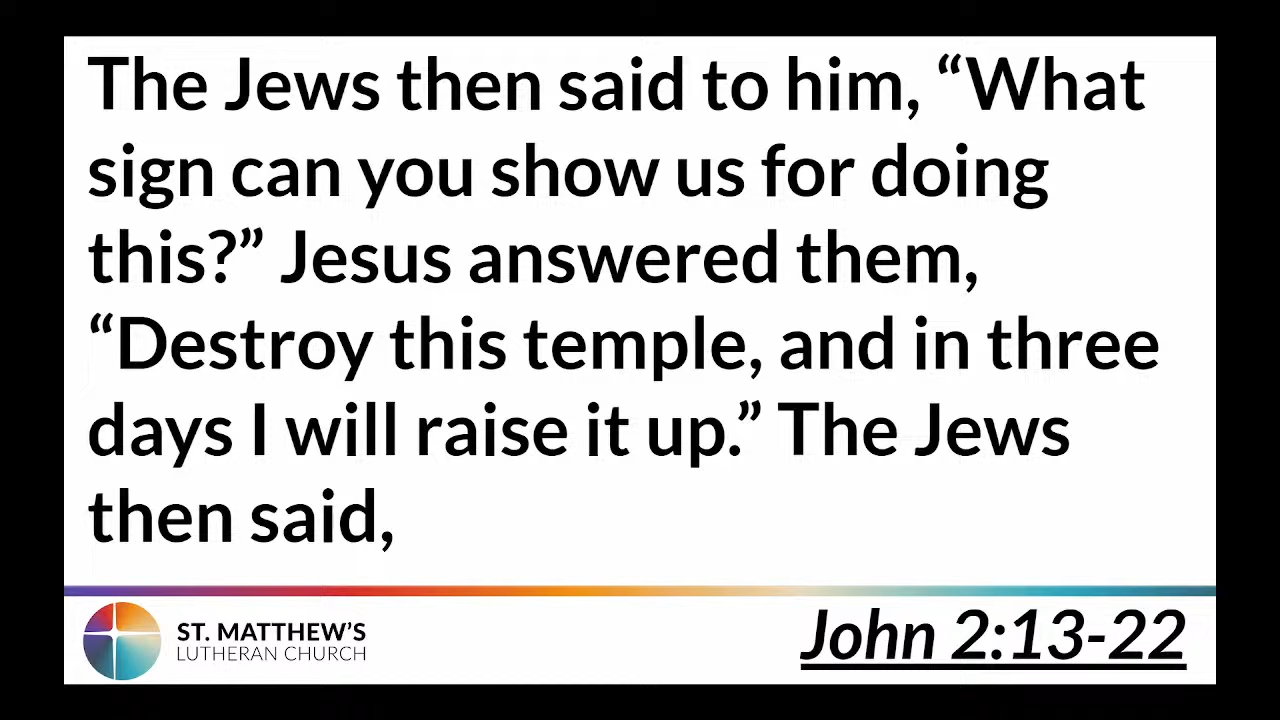 The Jews then said to him, “What
sign can you show us for doing
this?” Jesus answered them,
“Destroy this temple, and in three
days I will raise it up.” The Jews
then said,
ST. MATTHEW’S
LUTHERAN CHURCH
John 2:13-22